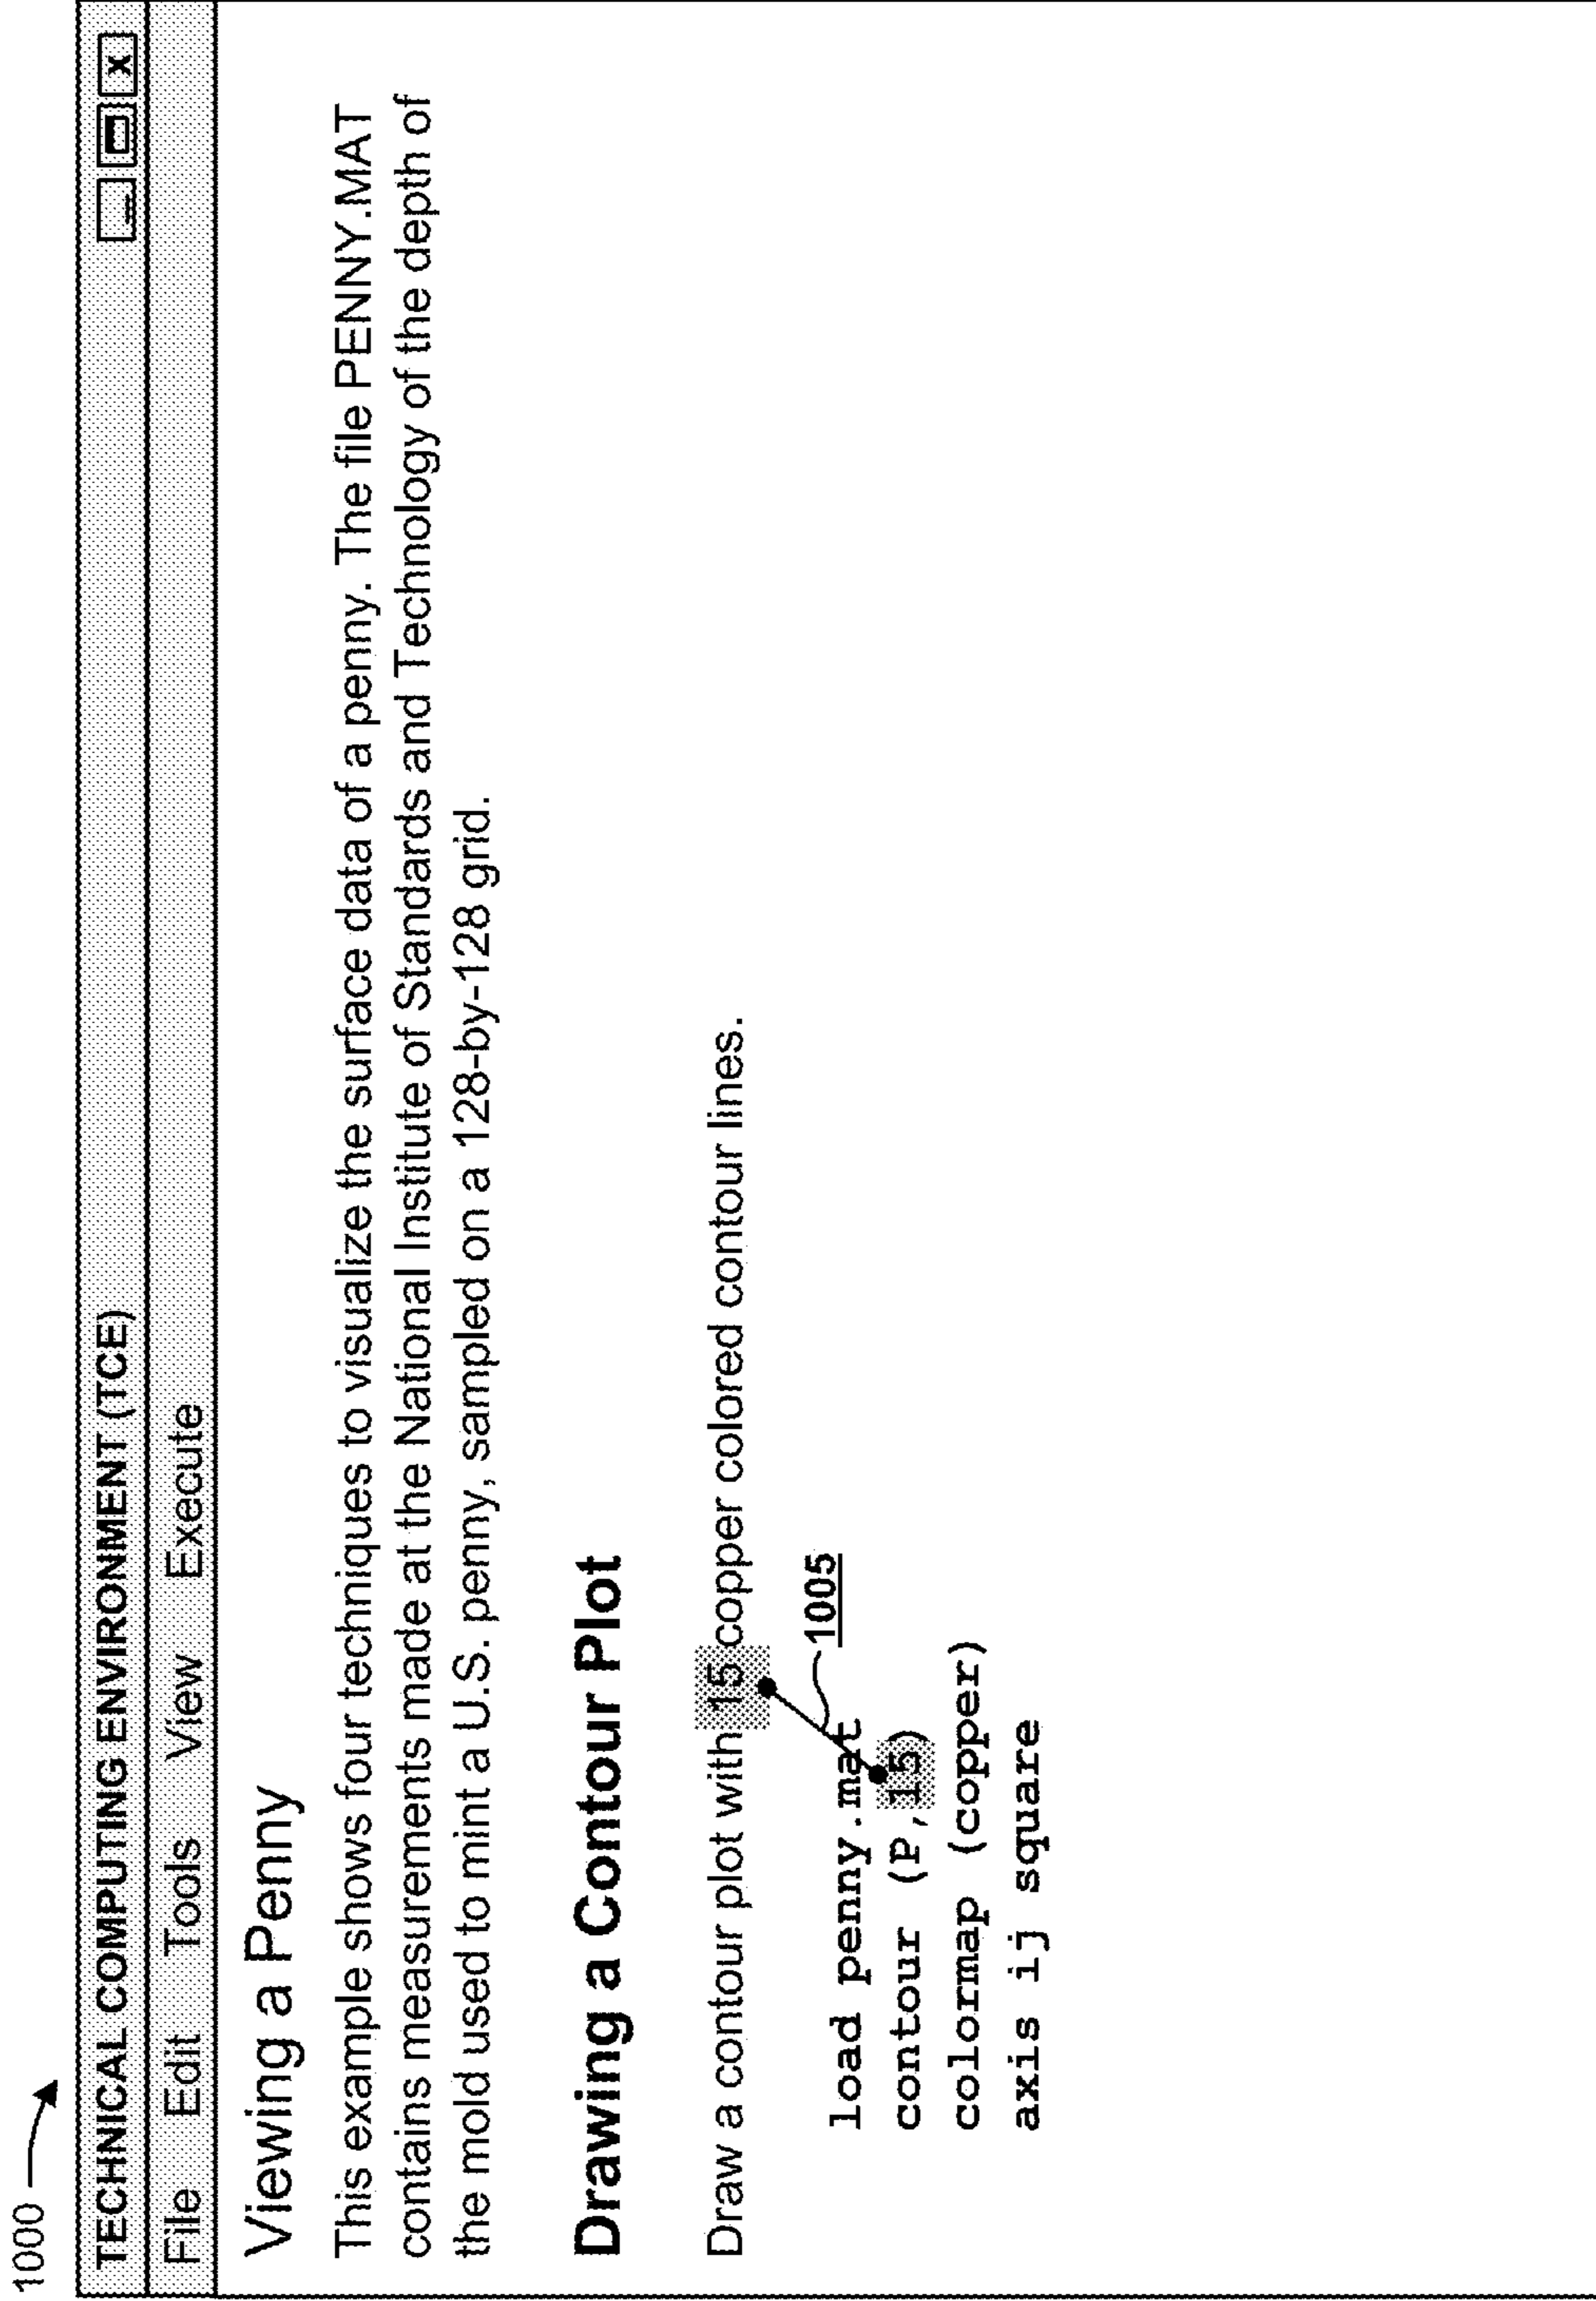 1000
TECHNICAL COMPUTING ENVIRONMENT (TCE)
X
File Edit Tools View Execute
Viewing a Penny
This example shows four techniques to visualize the surface data of a penny. The file PENNY.MAT
contains measurements made at the National Institute of Standards and Technology of the depth of
the mold used to mint a U.S. penny, sampled on a 128-by-128 grid.
Drawing a Contour Plot
Draw a contour plot with 15 copper colored contour lines.
1005
load penny.mat
contour (P,15)
colormap (copper)
axis ij square